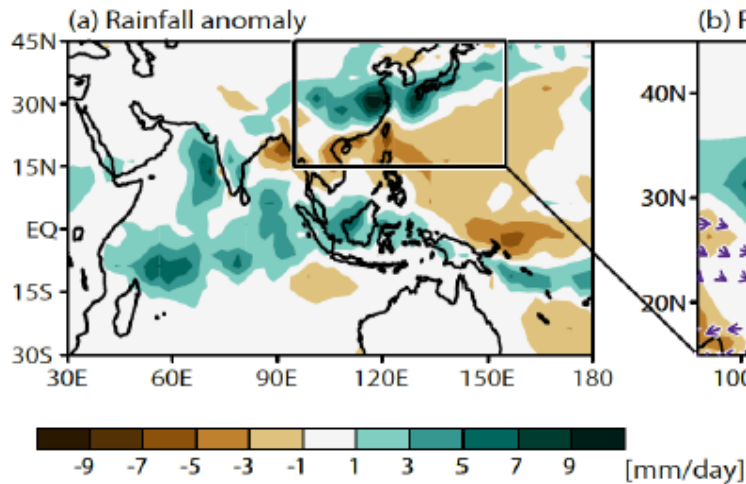 (a) Rainfall anomaly
(b)
45N
30N
15N
EQ
15S
30S
30E 60E 90E 120E 150E 180
40N
30N
20N
-9 -7 -5 -3 -1 1 3 5 7 9 [mm/day]